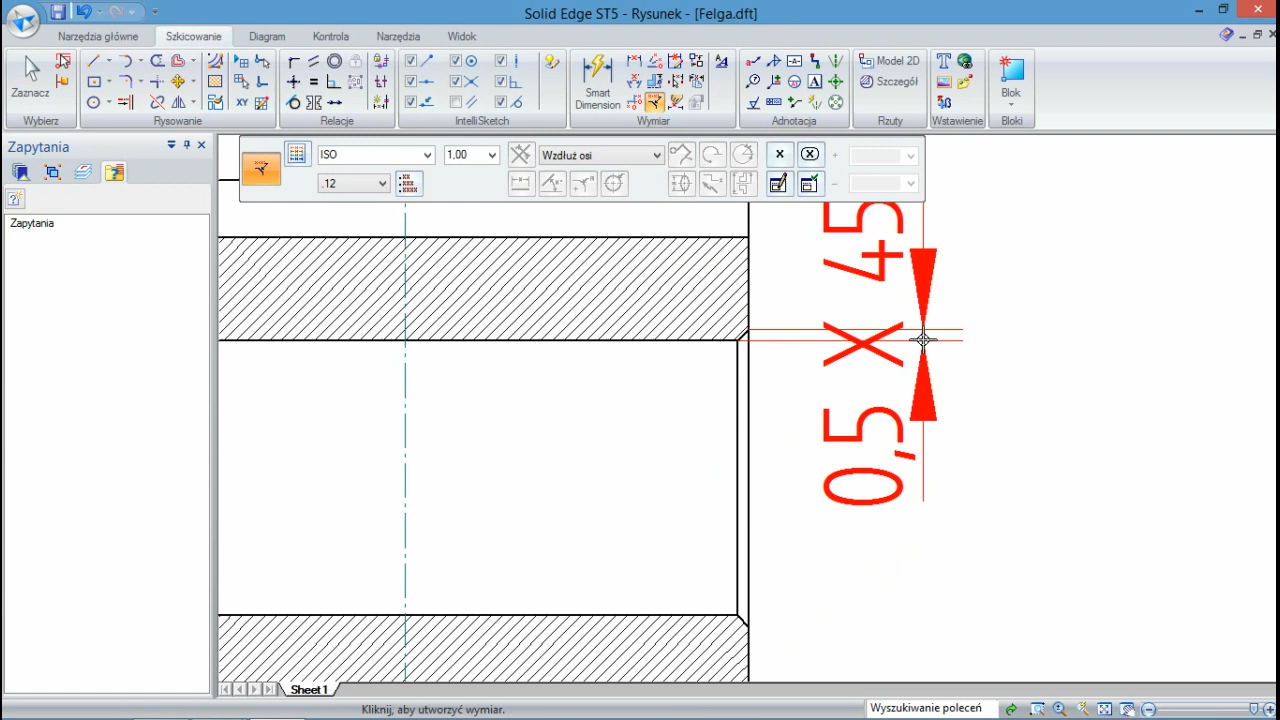 Solid Edge ST5 - Rysunek - [Felga.dft]
Narzędzia główne
Szkicowanie
Diagram
Kontrola
Narzędzia
Widok
Zaznacz
Smart
Dimension
Model 2D
Szczegół
Blok
Wybierz
Rysowanie
Relacje
IntelliSketch
Wymiar
Adnotacja
Rzuty
Wstawienie
Bloki
Zapytania
ISO
1,00
Wzdłuż osi
.12
Zapytania
0,5 X 45
Sheet1
Kliknij, aby utworzyć wymiar.
Wyszukiwanie poleceń